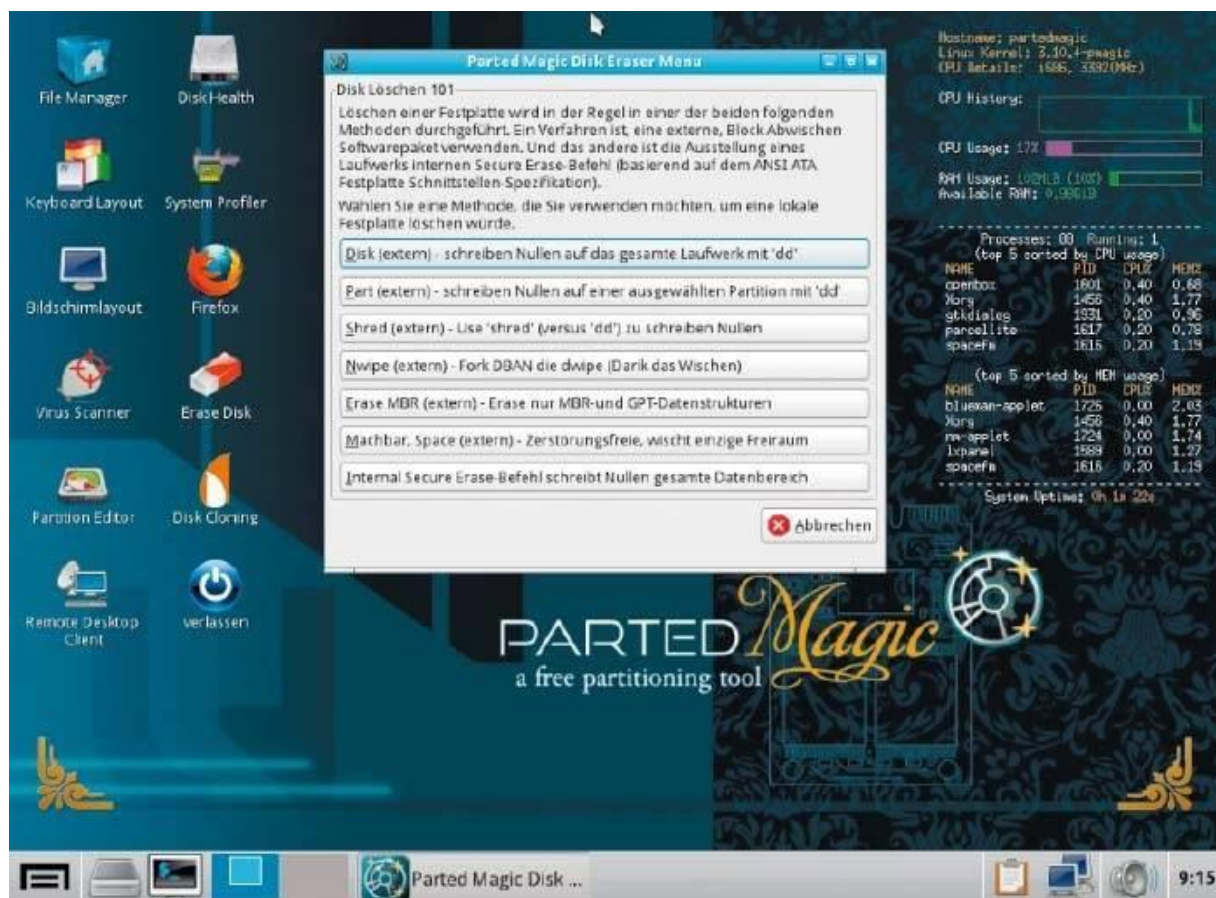 File Manager
Disk Health
Keyboard Layout
System Profiler
Bildschirmlayout
Firefox
Virus Scanner
Erase Disk
Partition Editor
Disk Cloning
Remote Desktop
Client
verlassen
Parted Magic Disk Eraser Menu
Disk Löschen 101
Löschen einer Festplatte wird in der Regel in einer der beiden folgenden
Methoden durchgeführt. Ein Verfahren ist, eine externe, Block Abwischen
Softwarepaket verwenden. Und das andere ist die Ausstellung eines
Laufwerks internen Secure Erase-Befehl (basierend auf dem ANSI ATA
Festplatte Schnittstellen-Spezifikation).
Wählen Sie eine Methode, die Sie verwenden möchten, um eine lokale
Festplatte löschen würde.
Disk (extern) - schreiben Nullen auf das gesamte Laufwerk mit 'dd'
Part (extern) - schreiben Nullen auf einer ausgewählten Partition mit 'dd'
Shred (extern) - Use 'shred' (versus 'dd') zu schreiben Nullen
Nwipe (extern) - Fork DBAN die dwipe (Darik das Wischen)
Erase MBR (extern) - Erase nur MBR-und GPT-Datenstrukturen
Machbar, Space (extern) - Zerstörungsfreie, wischt einzige Freiraum
Internal Secure Erase-Befehl schreibt Nullen gesamte Datenbereich
Abbrechen
Hostname: partedmagic
Linux Kernel: 3.10.4-pmagic
CPU Details: i686, 3392(MHz)
CPU History:
CPU Usage: 17%
RAM Usage: 102MiB (10%)
Available RAM:
Processes: Running: 1
(top 5 sorted by CPU usage)
NAME PID CPU% MEM%
openbox 1601 0,40 0,68
Xorg 1456 0,40 1,77
gtkdialog 1931 0,20 0,96
parcellite 1617 0,20 0,78
spacefm 1616 0,20 1,19
(top 5 sorted by MEM usage)
NAME PID CPU% MEM%
blueman-applet 1725 0,00 2,03
Xorg 1456 0,40 1,77
nm-applet 1724 0,00 1,74
lxpanel 1589 0,00 1,27
spacefm 1616 0,20 1,19
System Uptime: 0h 1m 22s
PARTED Magic
a free partitioning tool
Parted Magic Disk ...
9:15